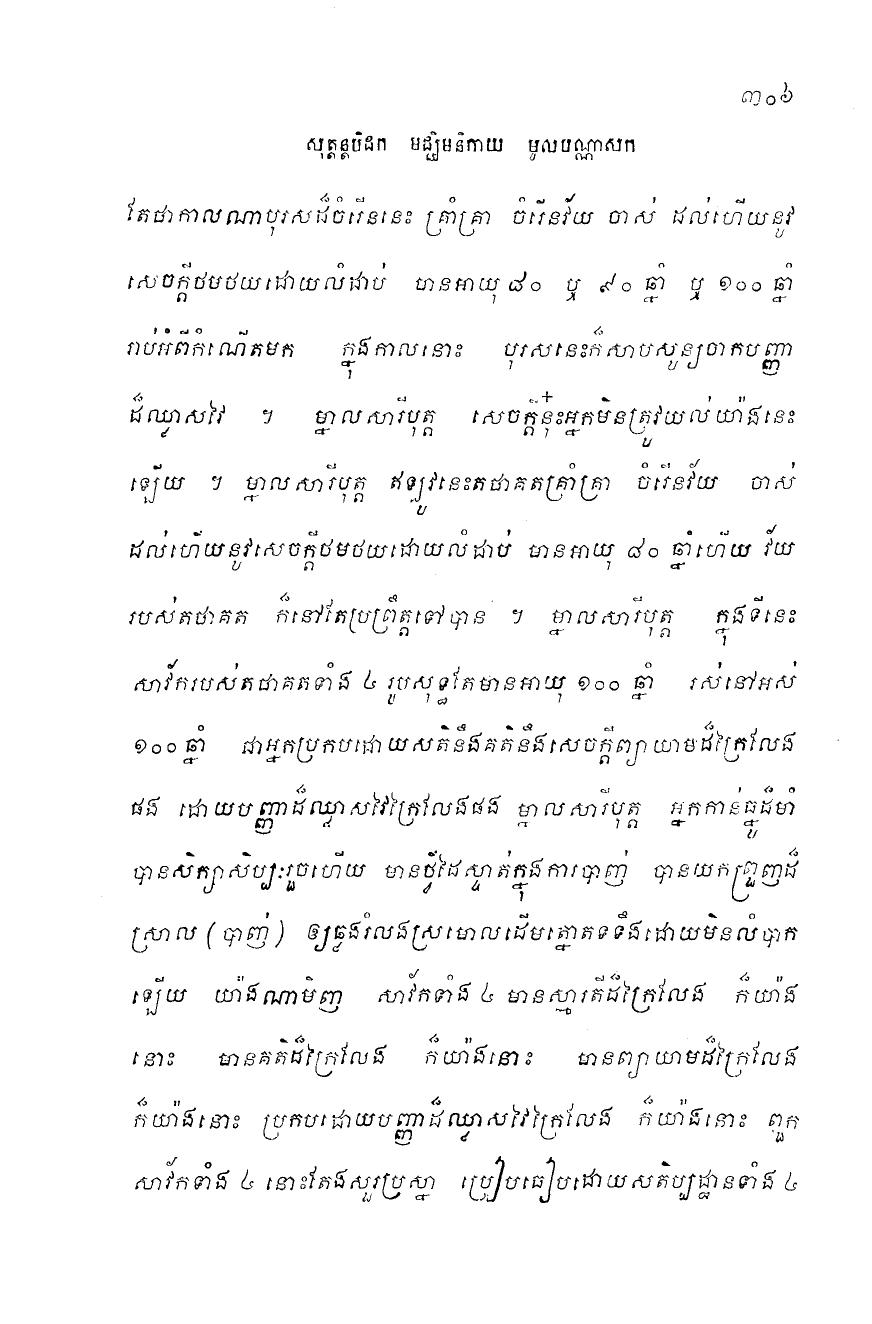 ៣០៦
សុត្តន្តបិដក មជ្ឈិមនិកាយ មូលបណ្ណាសក
តែថាកាលណាបុរសដ៏ចំរើននេះ គ្រាំគ្រា ចំរើនវ័យ ចាស់ ដល់ហើយនូវ
សេចក្តីថមថយដោយលំដាប់ មានអាយុ ៨០ ឬ ៩០ ឆ្នាំ ឬ ១០០ ឆ្នាំ
រាប់អំពីកំណើតមក ក្នុងកាលនោះ បុរសនេះក៏សាបសូន្យចាកបញ្ញា
ដ៏ឈ្វាសវៃ ។ ម្នាលសារីបុត្ត សេចក្តីនុ៎ះអ្នកមិនត្រូវយល់យ៉ាងនេះ
ឡើយ ។ ម្នាលសារីបុត្ត ឥឡូវនេះតថាគតគ្រាំគ្រា ចំរើនវ័យ ចាស់
ដល់ហើយនូវសេចក្តីថមថយដោយលំដាប់ មានអាយុ ៨០ ឆ្នាំហើយ វ័យ
របស់តថាគត ក៏នៅតែប្រព្រឹត្តទៅបាន ។ ម្នាលសារីបុត្ត ក្នុងទីនេះ
សាវ័ករបស់តថាគតទាំង ៤ រូបសុទ្ធតែមានអាយុ ១០០ ឆ្នាំ រស់នៅអស់
១០០ ឆ្នាំ ជាអ្នកប្រកបដោយសតិនឹងគតិនឹងសេចក្តីព្យាយាមដ៏ក្រៃលែង
ផង ដោយបញ្ញាដ៏ឈ្វាសវៃក្រៃលែងផង ម្នាលសារីបុត្ត អ្នកកាន់ធ្នូដ៏មាំ
បានសិក្សាសិប្បៈរួចហើយ មានថ្វីដៃស្ទាត់ក្នុងការបាញ់ បានយកព្រួញដ៏
ស្រាល (បាញ់) ឲ្យធ្លងរំលងស្រមោលដើមត្នោតទទឹងដោយមិនលំបាក
ឡើយ យ៉ាងណាមិញ សាវ័កទាំង ៤ មានស្មារតីដ៏ក្រៃលែង ក៏យ៉ាង
នោះ មានគតិដ៏ក្រៃលែង ក៏យ៉ាងនោះ មានព្យាយាមដ៏ក្រៃលែង
ក៏យ៉ាងនោះ ប្រកបដោយបញ្ញាដ៏ឈ្វាសវៃក្រៃលែង ក៏យ៉ាងនោះ ពួក
សាវ័កទាំង ៤ នោះតែងសួរប្រស្នា ប្រៀបធៀបដោយសតិប្បដ្ឋានទាំង ៤